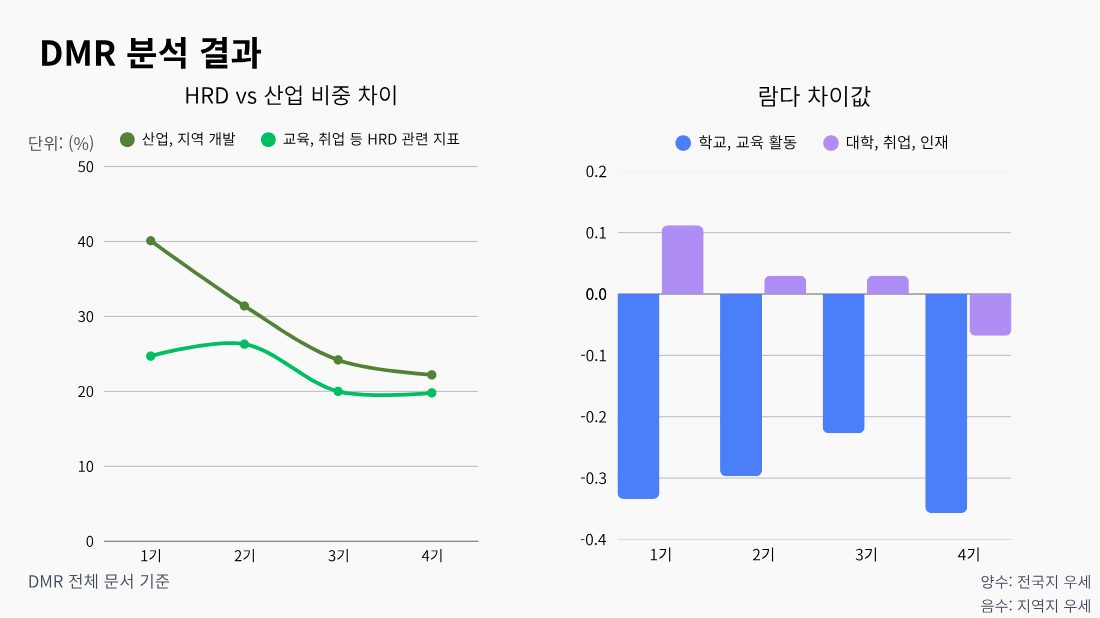 DMR 분석 결과
HRD vs 산업 비중 차이
단위: (%)
산업, 지역 개발
교육, 취업 등 HRD 관련 지표
50
40
30
20
10
0
1기
2기
3기
4기
DMR 전체 문서 기준
람다 차이값
학교, 교육 활동
대학, 취업, 인재
0.2
0.1
0.0
-0.1
-0.2
-0.3
-0.4
1기
2기
3기
4기
양수: 전국지 우세
음수: 지역지 우세